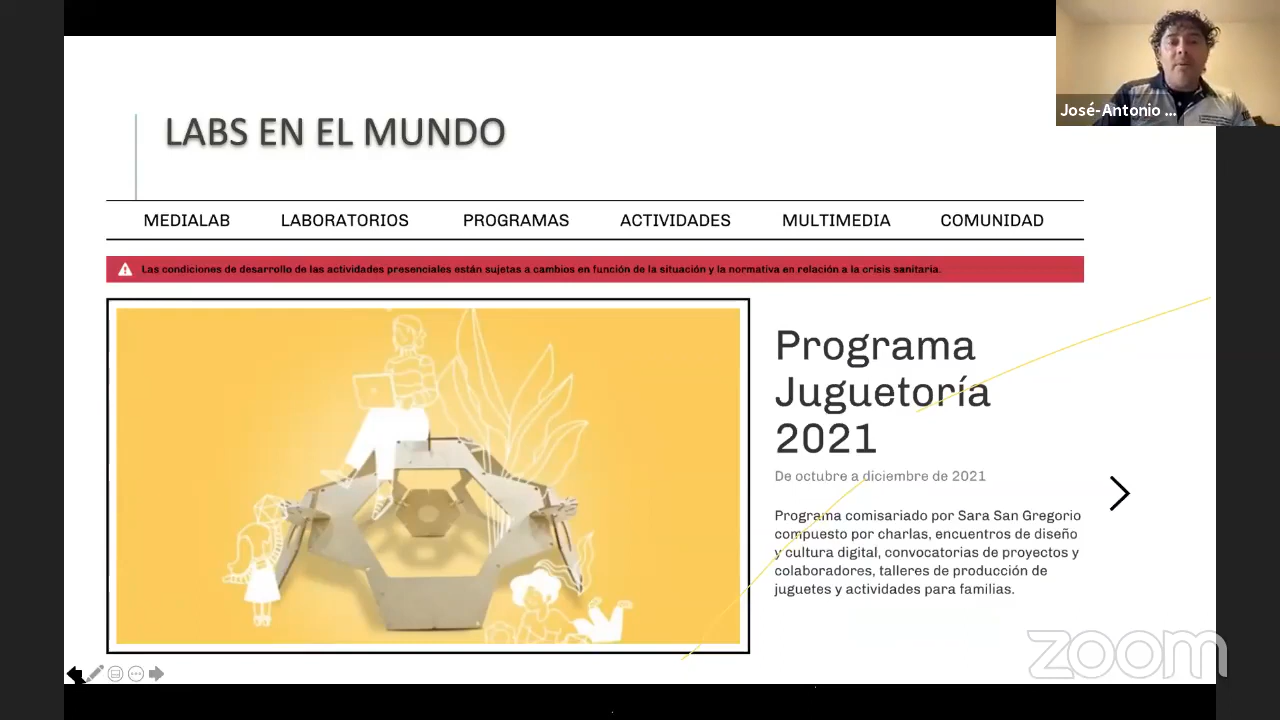 José-Antonio ...
LABS EN EL MUNDO
MEDIALAB LABORATORIOS PROGRAMAS ACTIVIDADES MULTIMEDIA COMUNIDAD
Las condiciones de desarrollo de las actividades presenciales están sujetas a cambios en función de la situación y la normativa en relación a la crisis sanitaria.
Programa
Juguetoría
2021
De octubre a diciembre de 2021
Programa comisariado por Sara San Gregorio
compuesto por charlas, encuentros de diseño
y cultura digital, convocatorias de proyectos y
colaboradores, talleres de producción de
juguetes y actividades para familias.
zoom